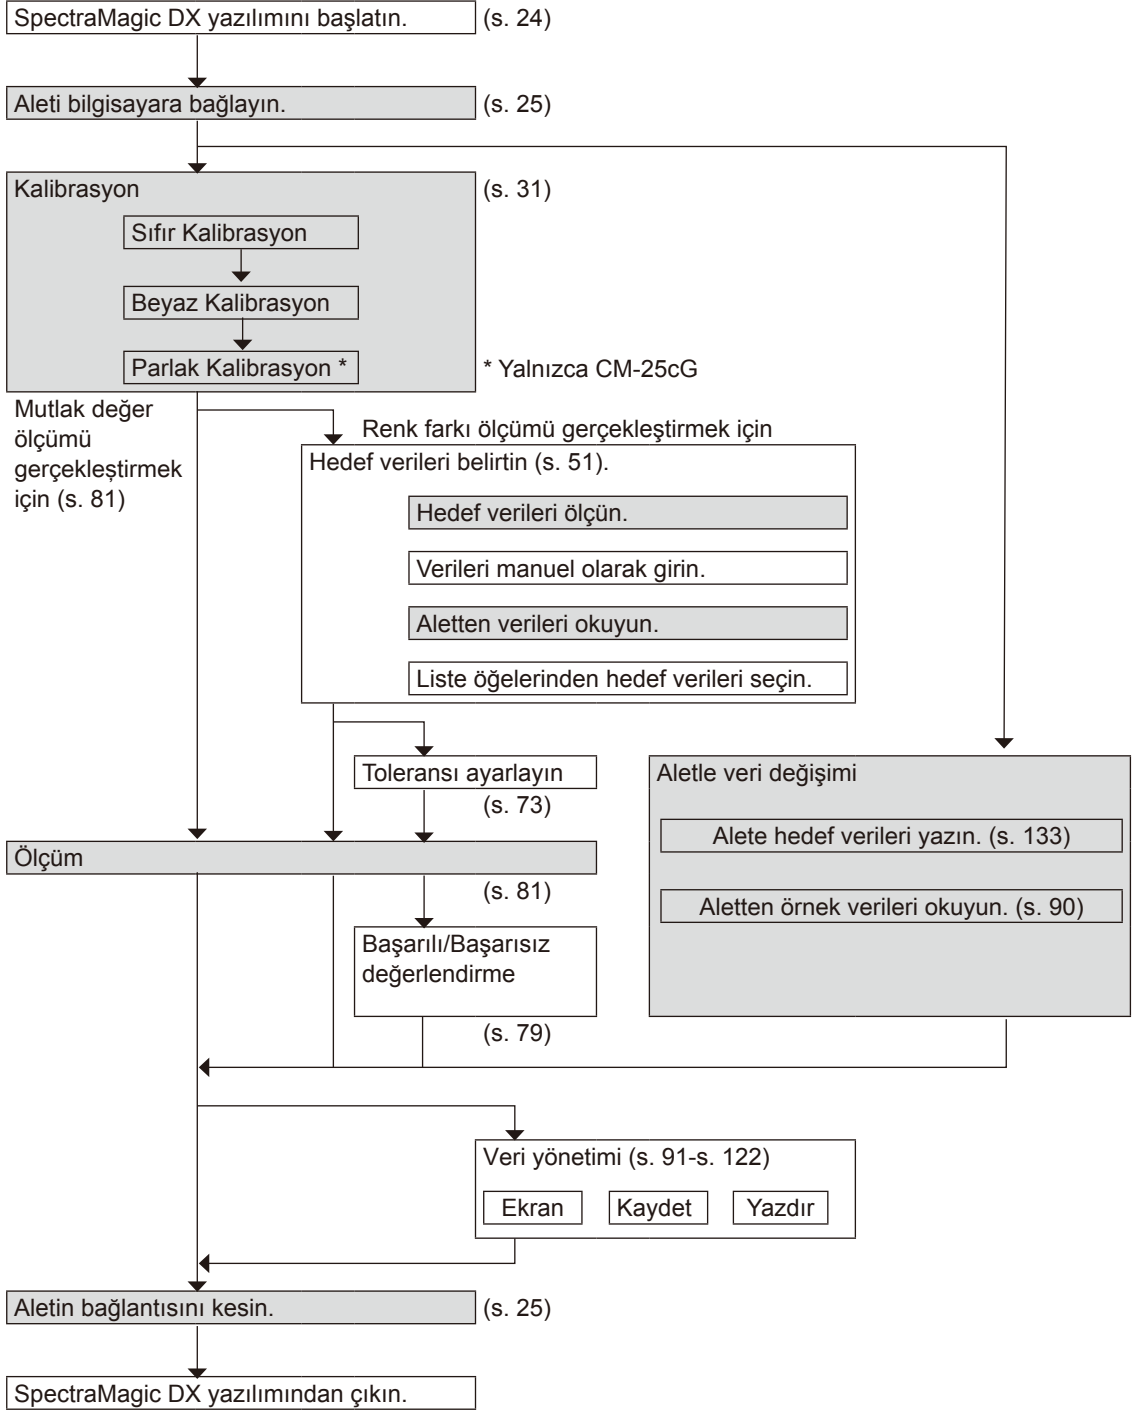 SpectraMagic DX yazılımını başlatın. (s. 24)
Aleti bilgisayara bağlayın. (s. 25)
Kalibrasyon (s. 31)
Sıfır Kalibrasyon
Beyaz Kalibrasyon
Parlak Kalibrasyon * * Yalnızca CM-25cG
Mutlak değer
ölçümü
gerçekleştirmek
için (s. 81)
Renk farkı ölçümü gerçekleştirmek için
Hedef verileri belirtin (s. 51).
Hedef verileri ölçün.
Verileri manuel olarak girin.
Aletten verileri okuyun.
Liste öğelerinden hedef verileri seçin.
Toleransı ayarlayın
(s. 73)
Aletle veri değişimi
Alete hedef verileri yazın. (s. 133)
Aletten örnek verileri okuyun. (s. 90)
Ölçüm
(s. 81)
Başarılı/Başarısız
değerlendirme
(s. 79)
Veri yönetimi (s. 91-s. 122)
Ekran Kaydet Yazdır
Aletin bağlantısını kesin. (s. 25)
SpectraMagic DX yazılımından çıkın.